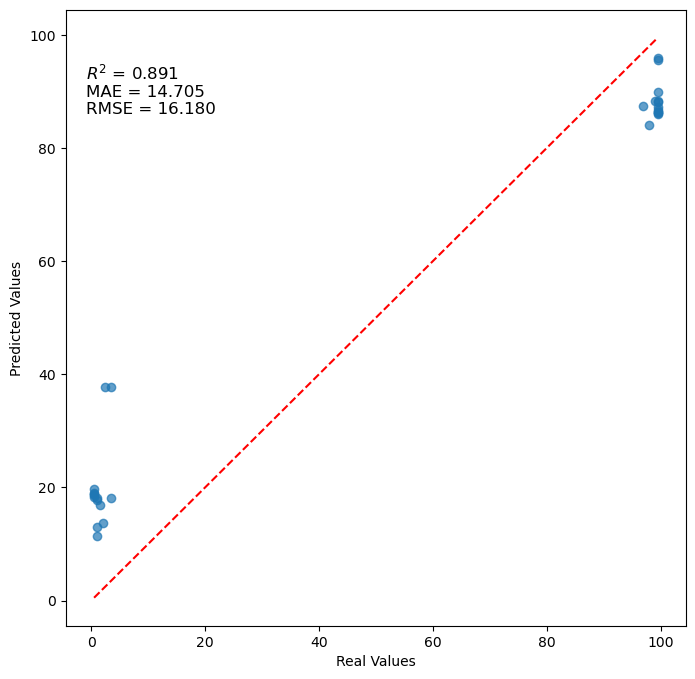 R² = 0.891
MAE = 14.705
RMSE = 16.180
Predicted Values
100
80
60
40
20
0
0 20 40 60 80 100
Real Values